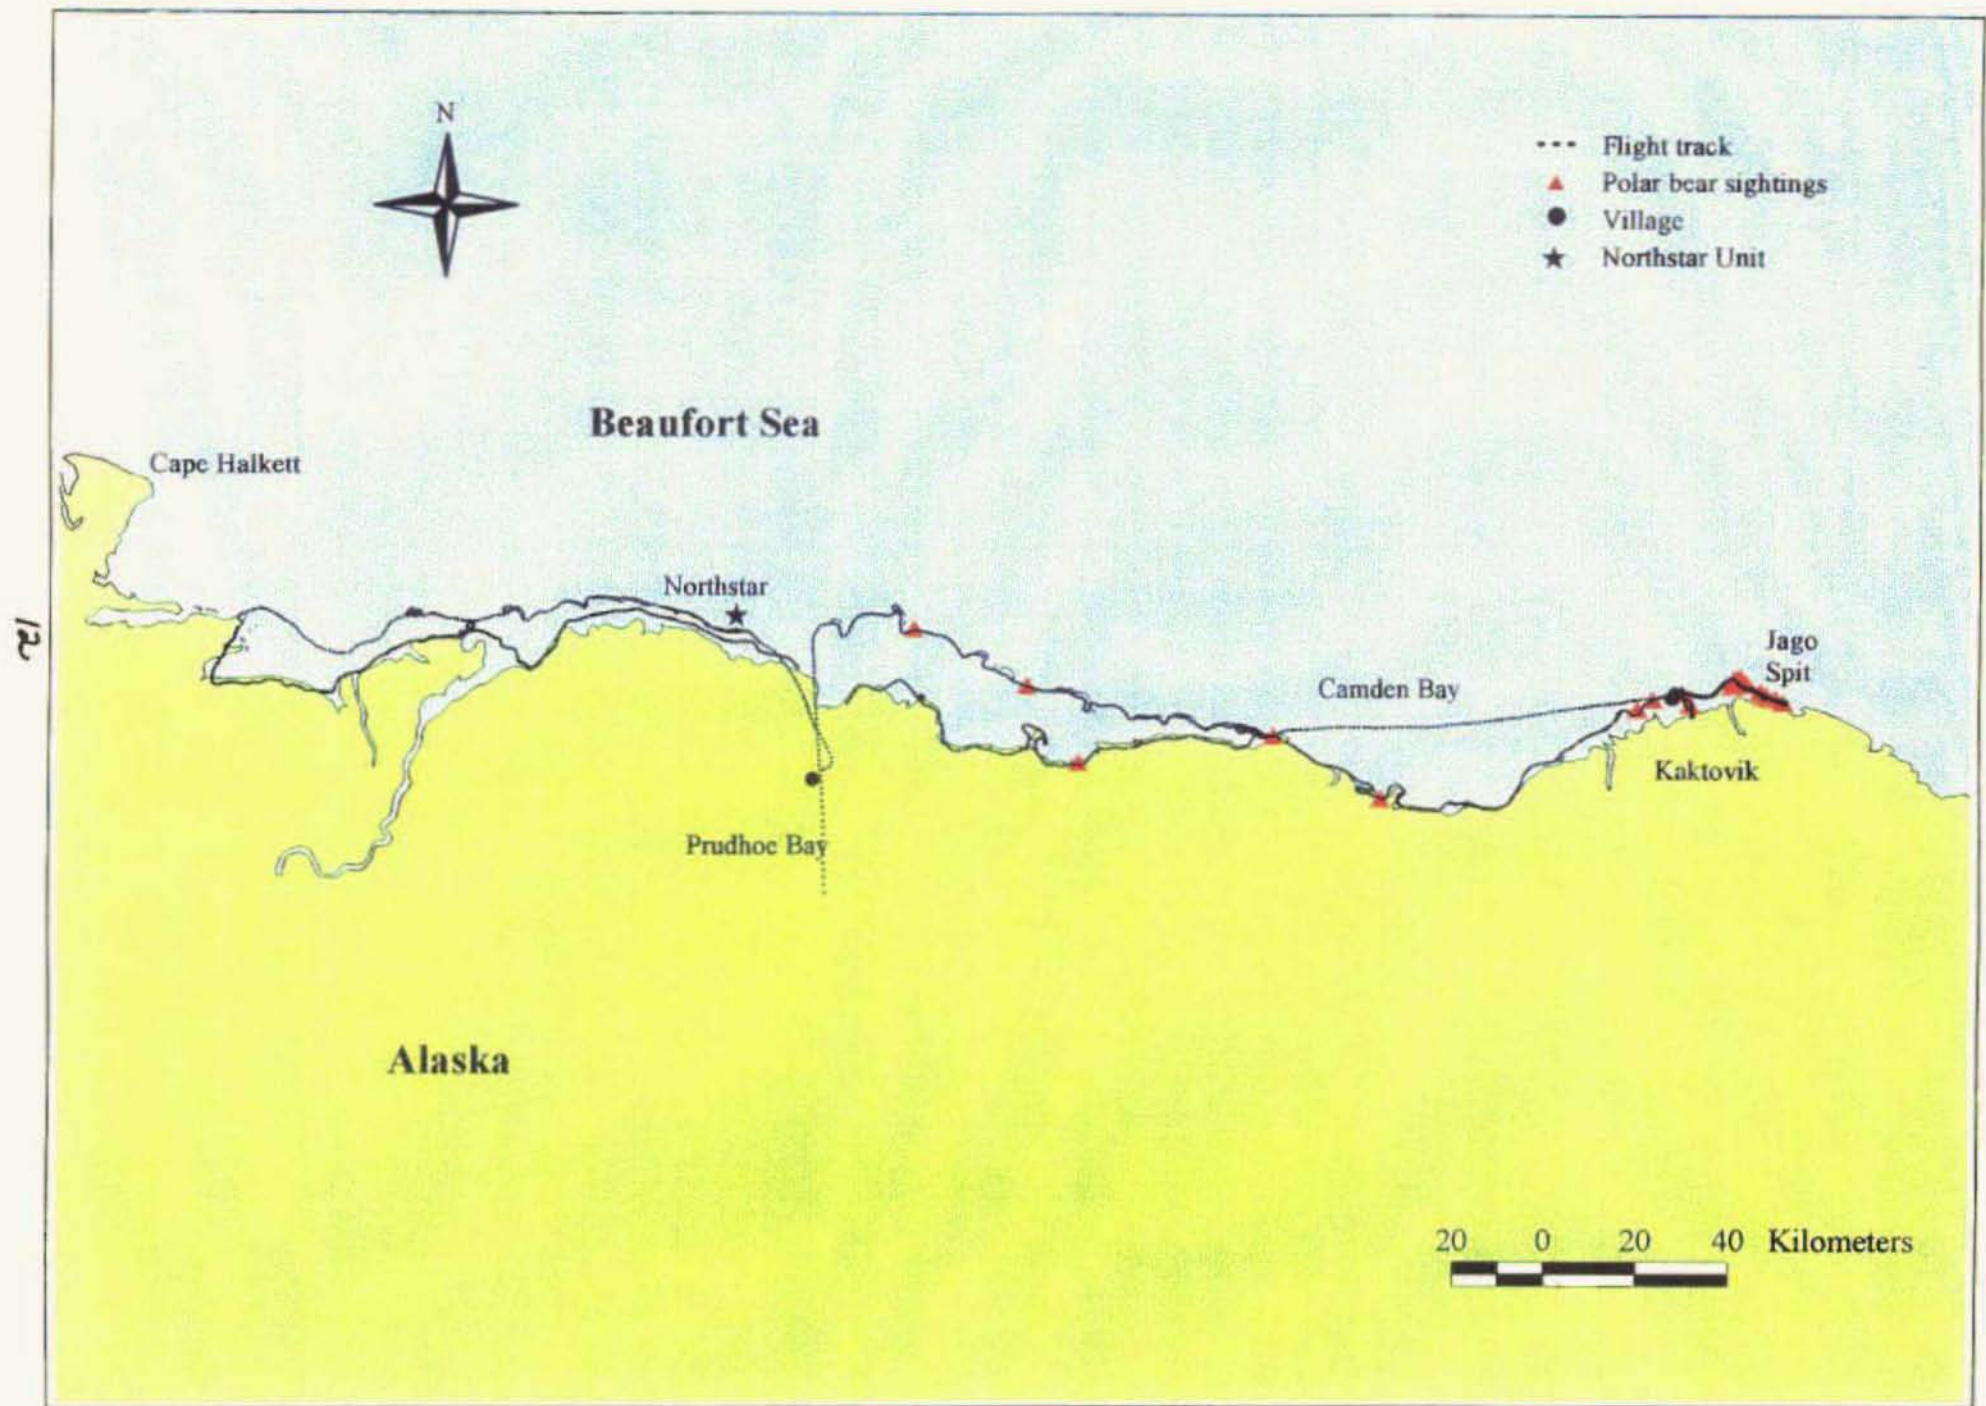 N
Flight track
Polar bear sightings
Village
Northstar Unit
Beaufort Sea
Cape Halkett
Northstar
Jago
Spit
Camden Bay
Kaktovik
Prudhoe Bay
Alaska
20 0 20 40 Kilometers
12